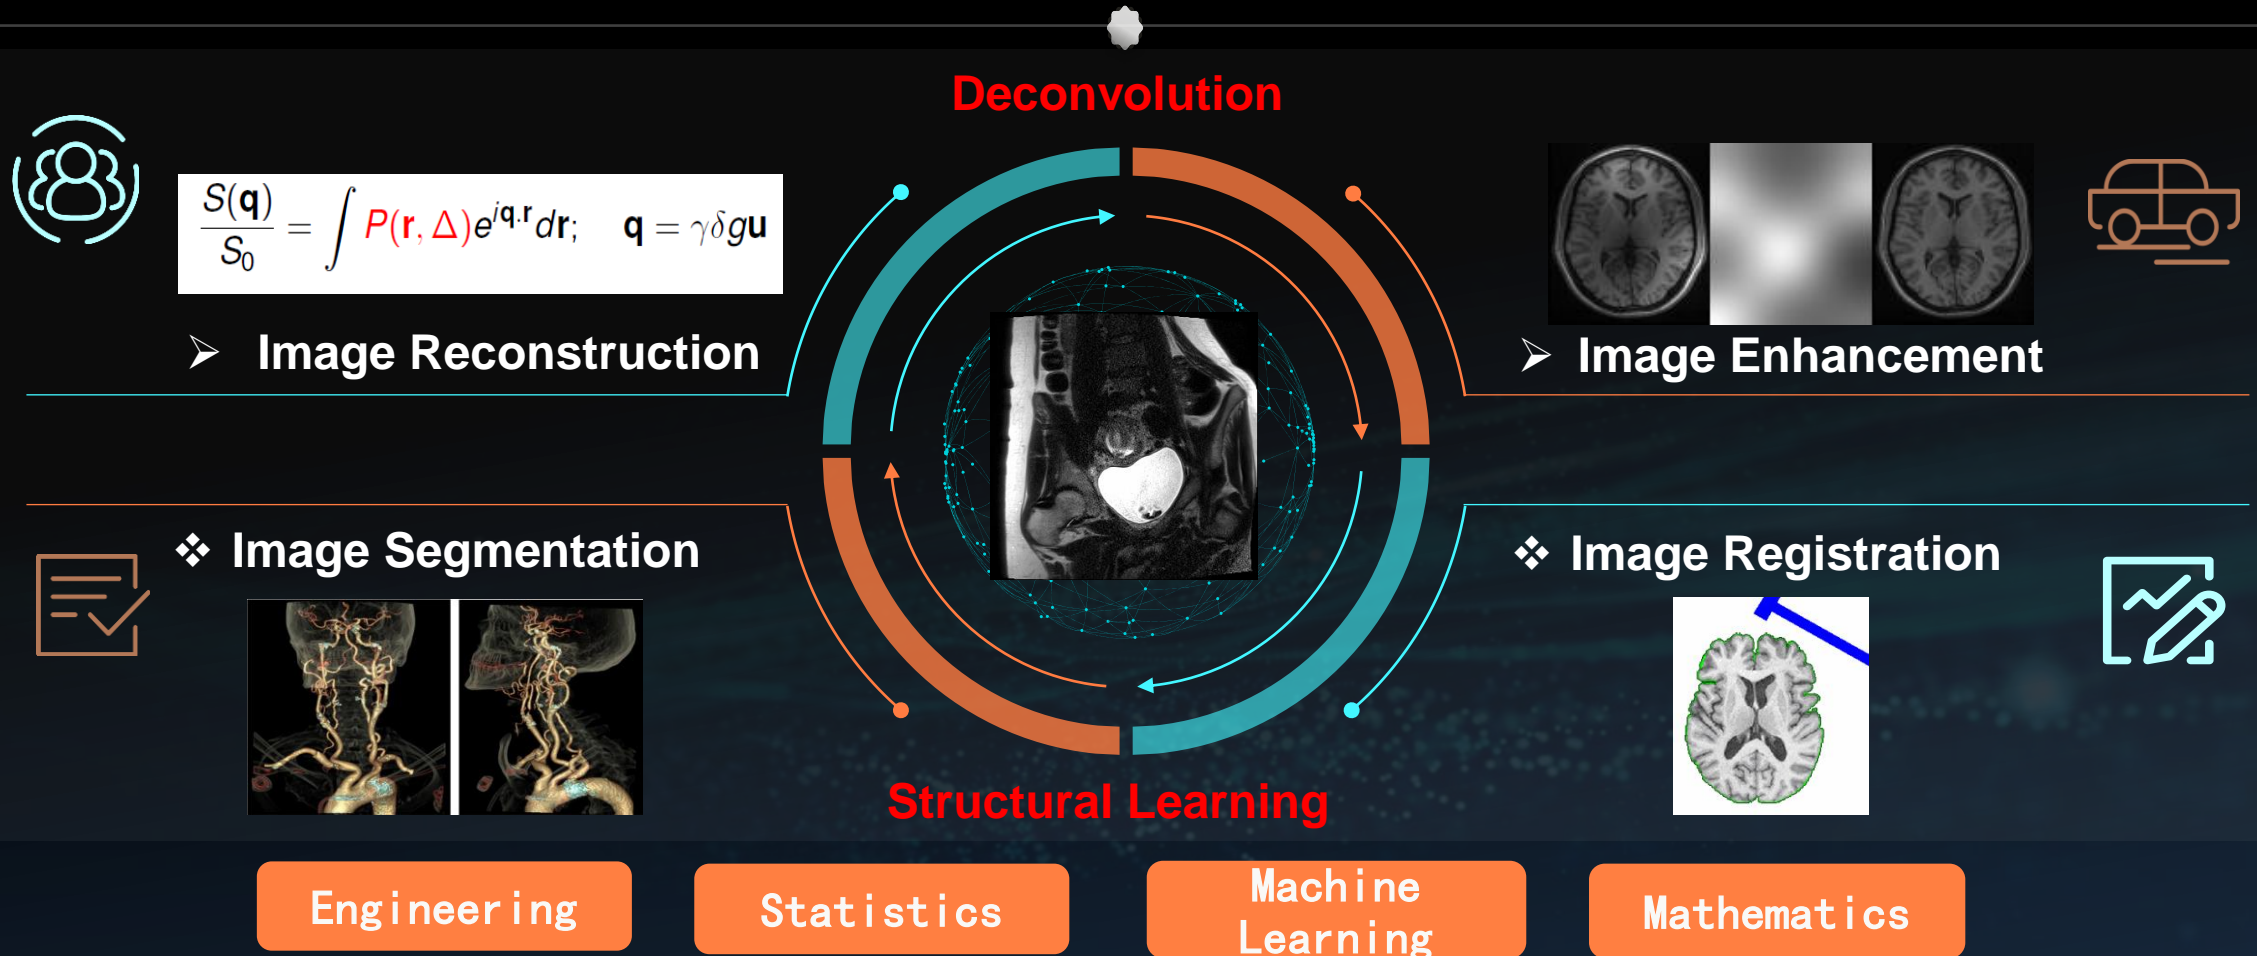 Deconvolution
S(q)/S₀ = ∫ P(r, Δ)e^{iq.r}dr;  q = γδgu
➢ Image Reconstruction
➢ Image Enhancement
❖ Image Segmentation
❖ Image Registration
Structural Learning
Engineering
Statistics
Machine
Learning
Mathematics